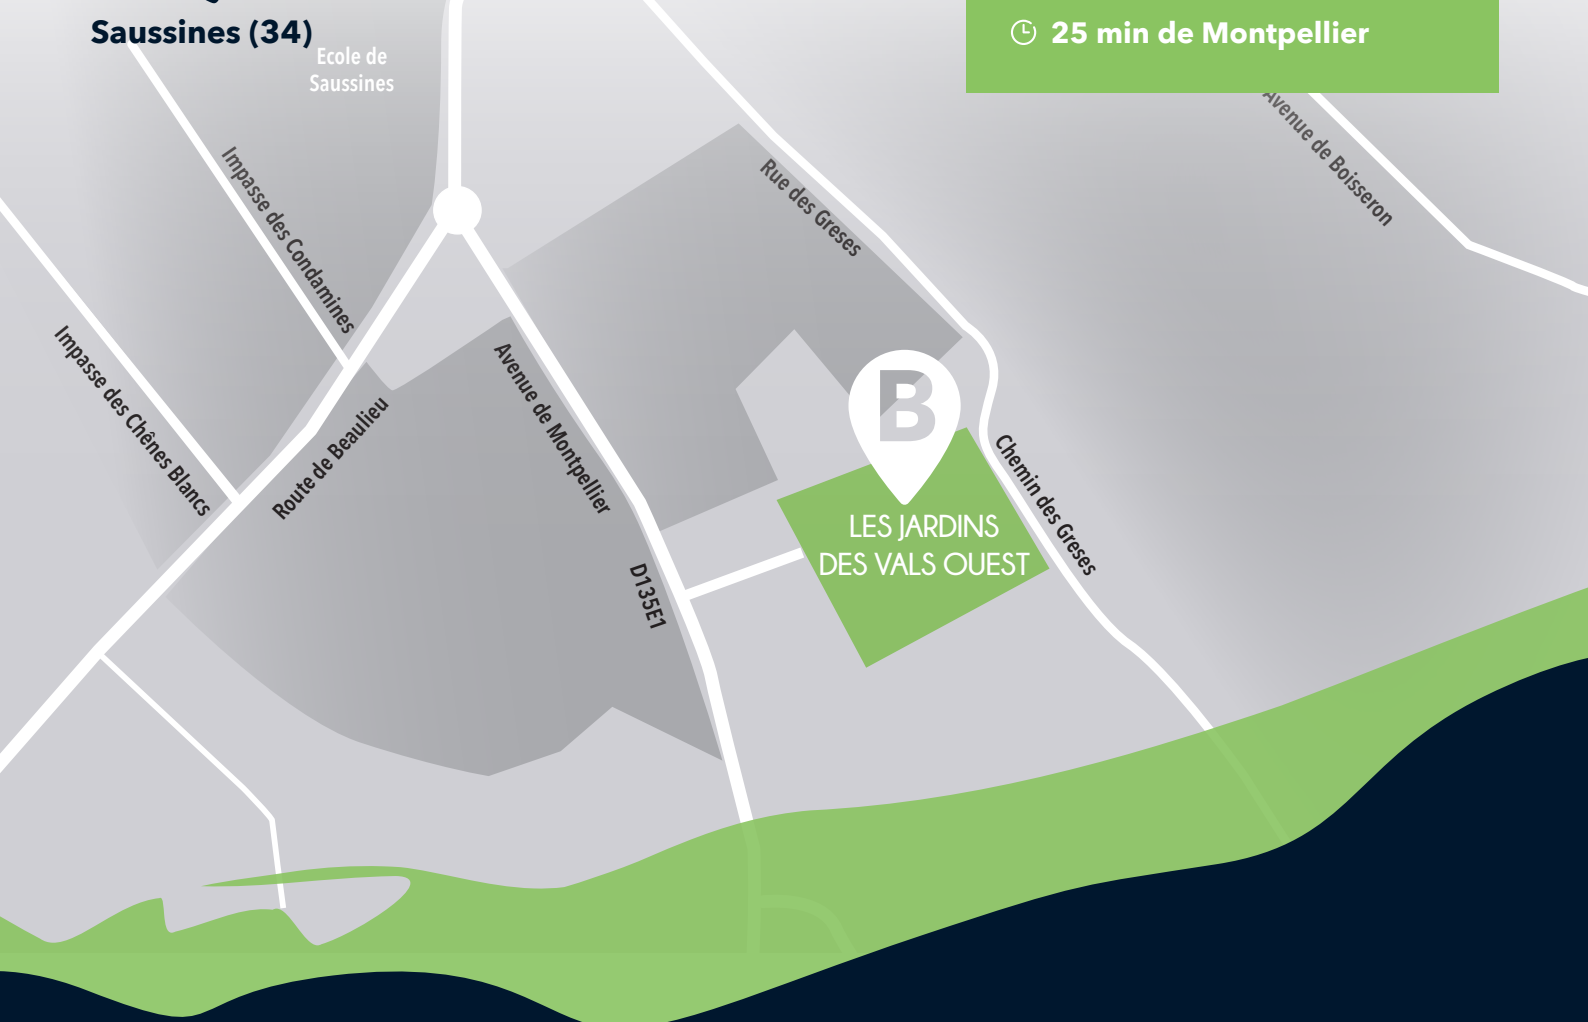 Saussines (34)
25 min de Montpellier
Ecole de
Saussines
Avenue de Boisseron
Impasse des Condamines
Rue des Greses
Impasse des Chênes Blancs
Route de Beaulieu
Avenue de Montpellier
B
Chemin des Greses
LES JARDINS
DES VALS OUEST
D135E1